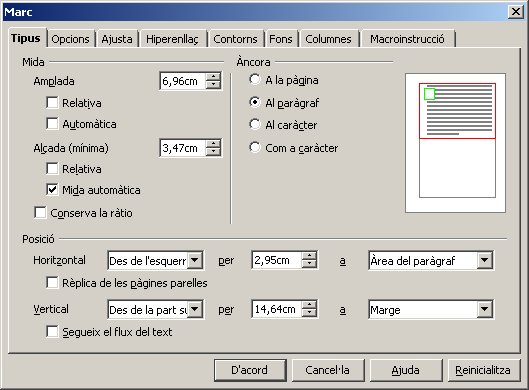 Marc
Tipus Opcions Ajusta Hiperenllaç Contorns Fons Columnes Macroinstrucció
Mida
Amplada 6,96cm
Relativa
Automàtica
Alçada (mínima) 3,47cm
Relativa
Mida automàtica
Conserva la ràtio
Àncora
A la pàgina
Al paràgraf
Al caràcter
Com a caràcter
Posició
Horitzontal Des de l'esquerr per 2,95cm a Àrea del paràgraf
Rèplica de les pàgines parelles
Vertical Des de la part su per 14,64cm a Marge
Segueix el flux del text
D'acord Cancel·la Ajuda Reinicialitza